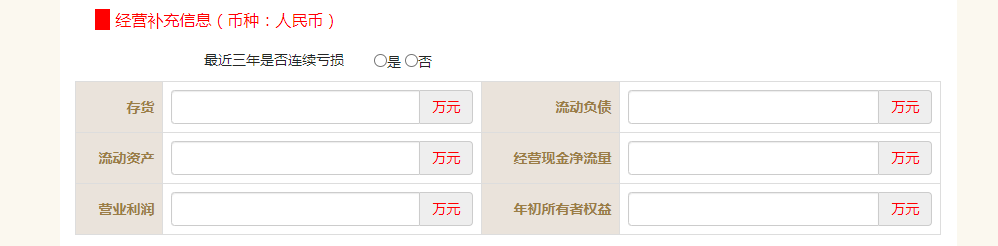 经营补充信息（币种：人民币）
最近三年是否连续亏损 是 否
存货 万元 流动负债 万元
流动资产 万元 经营现金净流量 万元
营业利润 万元 年初所有者权益 万元